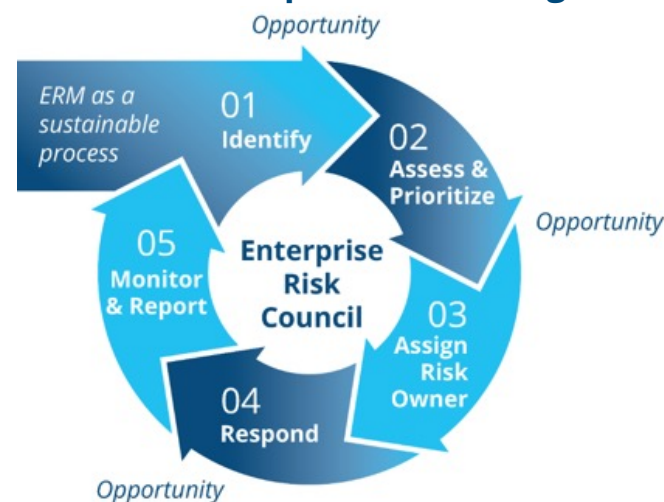 Opportunity
ERM as a
sustainable
process
01
Identify
02
Assess &
Prioritize
Opportunity
05
Monitor
& Report
Enterprise
Risk
Council
03
Assign
Risk
Owner
04
Respond
Opportunity